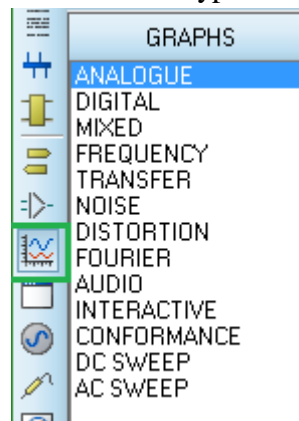 GRAPHS
ANALOGUE
DIGITAL
MIXED
FREQUENCY
TRANSFER
NOISE
DISTORTION
FOURIER
AUDIO
INTERACTIVE
CONFORMANCE
DC SWEEP
AC SWEEP